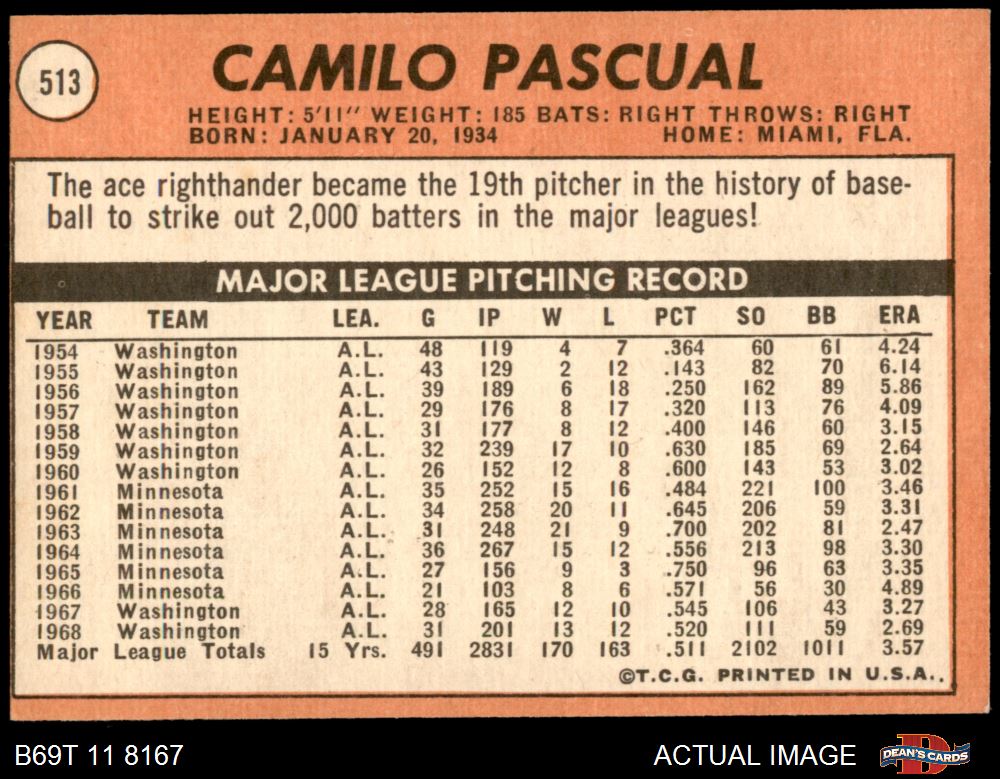 513
CAMILO PASCUAL
HEIGHT: 5'11" WEIGHT: 185 BATS: RIGHT THROWS: RIGHT
BORN: JANUARY 20, 1934 HOME: MIAMI, FLA.
The ace righthander became the 19th pitcher in the history of base-
ball to strike out 2,000 batters in the major leagues!
MAJOR LEAGUE PITCHING RECORD
YEAR TEAM LEA. G IP W L PCT SO BB ERA
1954 Washington A.L. 48 119 4 7 .364 60 61 4.24
1955 Washington A.L. 43 129 2 12 .143 82 70 6.14
1956 Washington A.L. 39 189 6 18 .250 162 89 5.86
1957 Washington A.L. 29 176 8 17 .320 113 76 4.09
1958 Washington A.L. 31 177 8 12 .400 146 60 3.15
1959 Washington A.L. 32 239 17 10 .630 185 69 2.64
1960 Washington A.L. 26 152 12 8 .600 143 53 3.02
1961 Minnesota A.L. 35 252 15 16 .484 221 100 3.46
1962 Minnesota A.L. 34 258 20 11 .645 206 59 3.31
1963 Minnesota A.L. 31 248 21 9 .700 202 81 2.47
1964 Minnesota A.L. 36 267 15 12 .556 213 98 3.30
1965 Minnesota A.L. 27 156 9 3 .750 96 63 3.35
1966 Minnesota A.L. 21 103 8 6 .571 56 30 4.89
1967 Washington A.L. 28 165 12 10 .545 106 43 3.27
1968 Washington A.L. 31 201 13 12 .520 111 59 2.69
Major League Totals 15 Yrs. 491 2831 170 163 .511 2102 1011 3.57
©T.C.G. PRINTED IN U.S.A..
B69T 11 8167 ACTUAL IMAGE DEAN'S CARDS